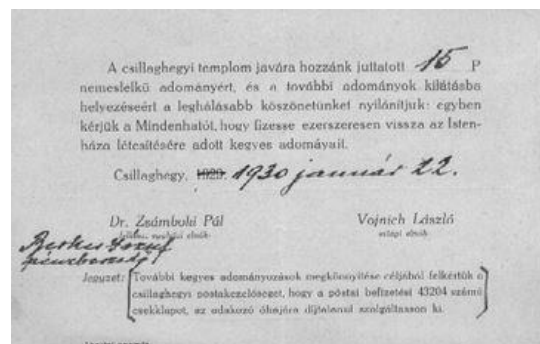 A csillaghegyi templom javára hozzánk juttatott 15 P
nemeslelkű adományért, és a további adományok kilátásba
helyezéseért a leghálásabb köszönetünket nyilánitjuk: egyben
kérjük a Mindenhatót, hogy fizesse ezerszeresen vissza az Isten-
háza létesítésére adott kegyes adományait.
Csillaghegy, 1929. 1930 január 22.
Dr. Zsámboki Pál
Vojnich László
elnök
világi elnök
József
Jegyzet: További kegyes adományozások megkönnyítése céljából felkértük a
csillaghegyi postakezelőséget, hogy a postai befizetési 43204 számú
csekklapot, az adakozó óhajára díjtalanul szolgáltasson ki.